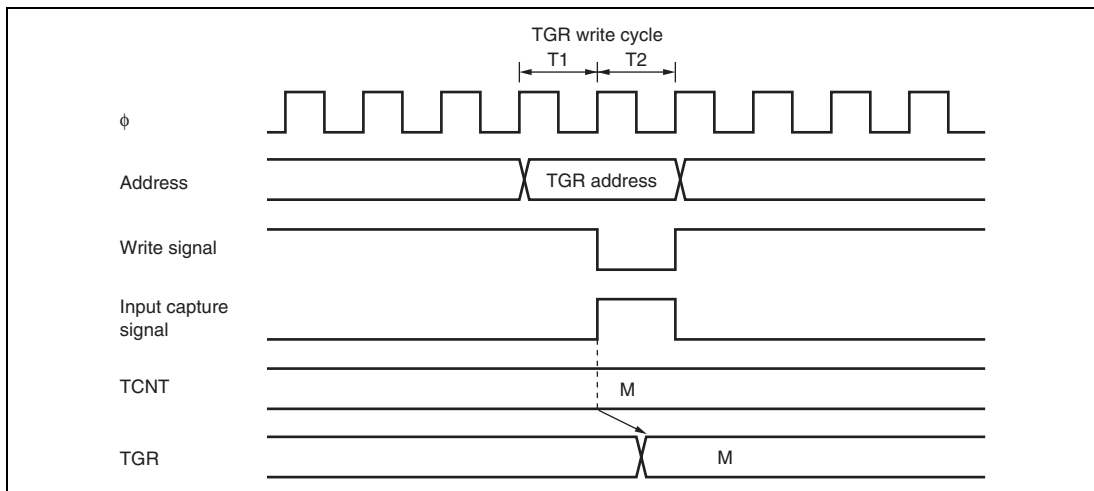 TGR write cycle
T1 T2
ϕ
Address
TGR address
Write signal
Input capture
signal
TCNT
M
TGR
M